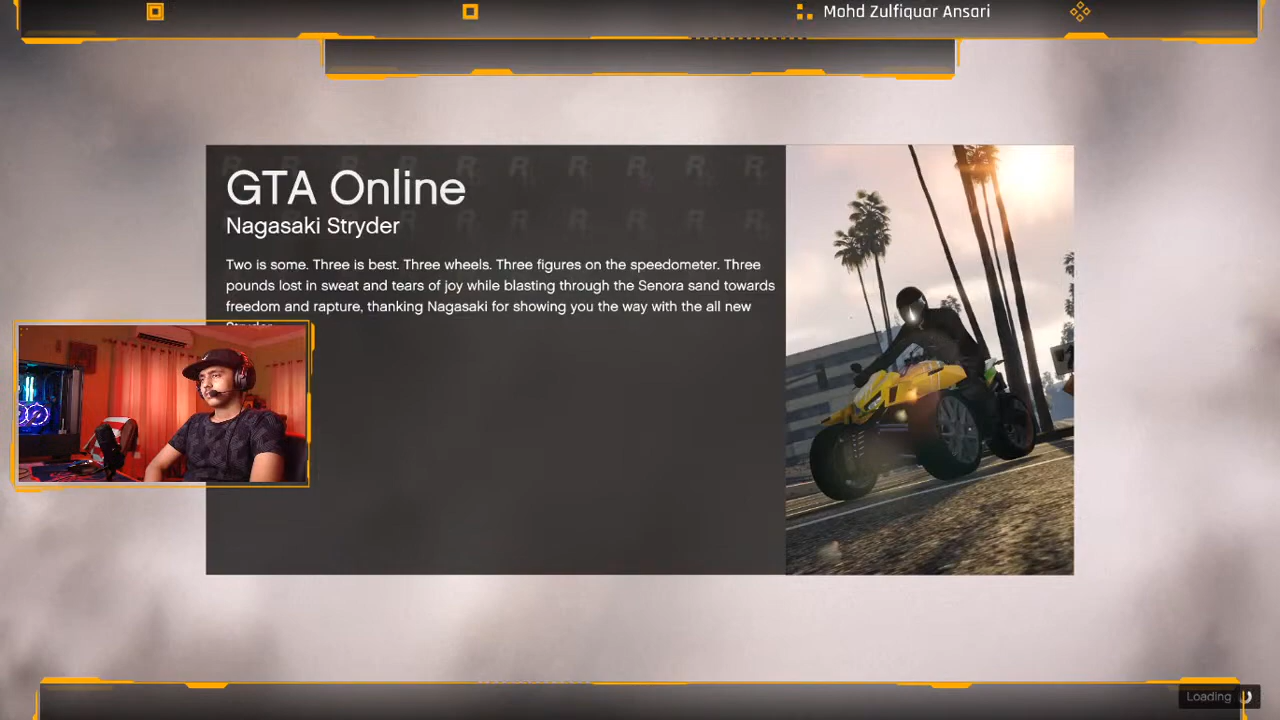 Mohd Zulfiquar Ansari
GTA Online
Nagasaki Stryder
Two is some. Three is best. Three wheels. Three figures on the speedometer. Three
pounds lost in sweat and tears of joy while blasting through the Senora sand towards
freedom and rapture, thanking Nagasaki for showing you the way with the all new
Stryder.
Loading